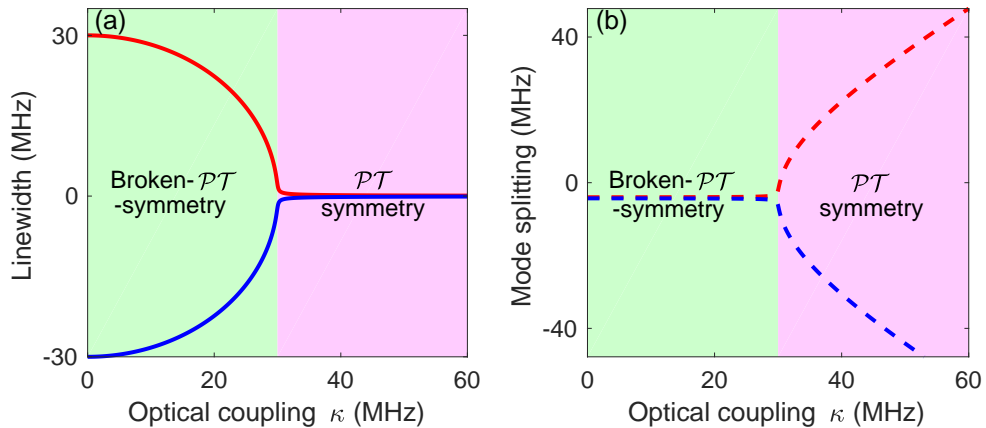 (a)
30
0
-30
Linewidth (MHz)
Broken-𝒫𝒯
-symmetry
𝒫𝒯
symmetry
0
20
40
60
Optical coupling κ (MHz)
(b)
40
0
-40
Mode splitting (MHz)
Broken-𝒫𝒯
-symmetry
𝒫𝒯
symmetry
0
20
40
60
Optical coupling κ (MHz)